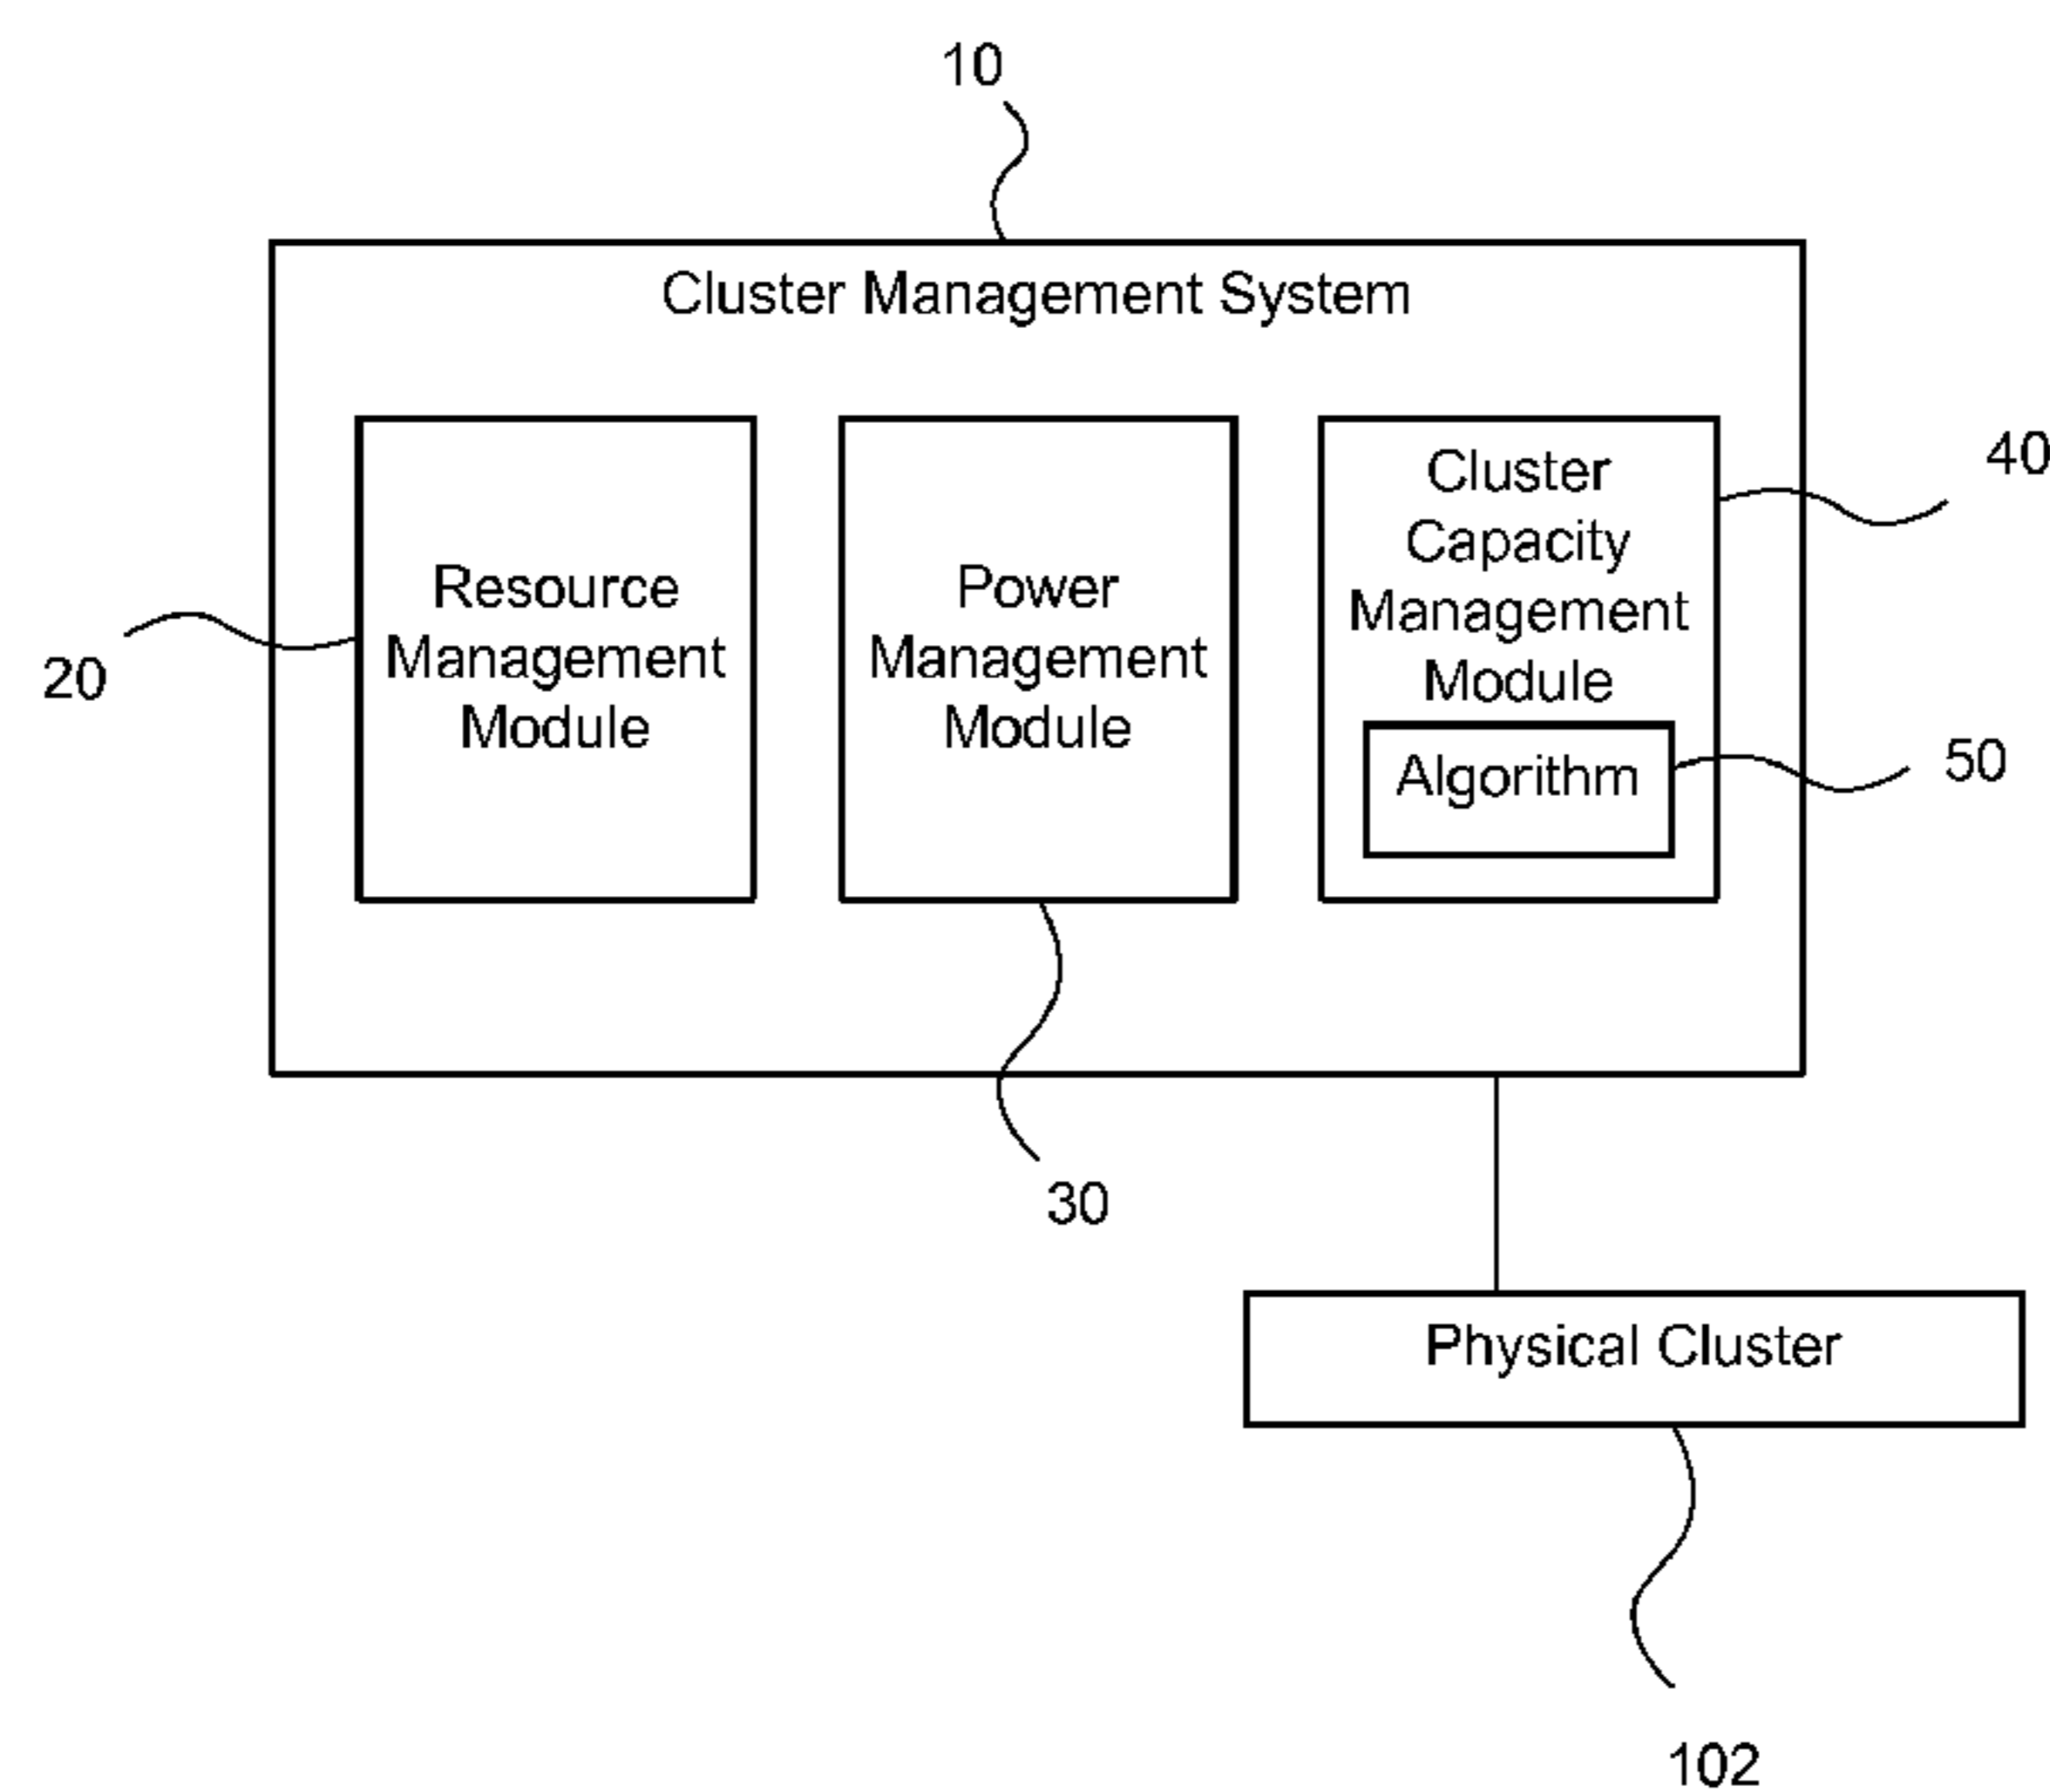 10
Cluster Management System
Resource
Management
Module
20
Power
Management
Module
30
Cluster
Capacity
Management
Module
40
Algorithm
50
Physical Cluster
102